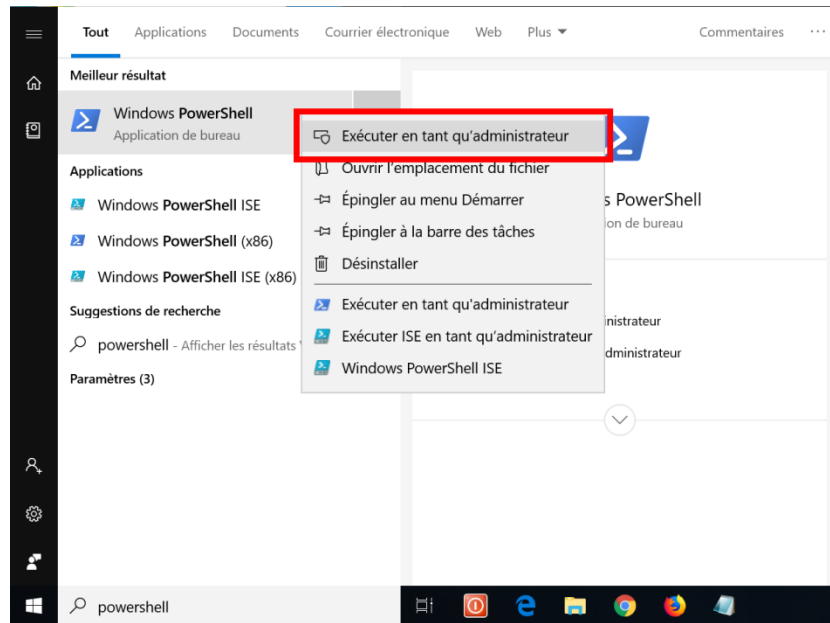 Tout Applications Documents Courrier électronique Web Plus Commentaires ...
Meilleur résultat
Windows PowerShell
Application de bureau
Exécuter en tant qu'administrateur
Ouvrir l'emplacement du fichier
Épingler au menu Démarrer
Épingler à la barre des tâches
Désinstaller
Exécuter en tant qu'administrateur
Exécuter ISE en tant qu'administrateur
Windows PowerShell ISE
Applications
Windows PowerShell ISE
Windows PowerShell (x86)
Windows PowerShell ISE (x86)
Suggestions de recherche
powershell - Afficher les résultats
Paramètres (3)
s PowerShell
ion de bureau
inistrateur
dministrateur
powershell